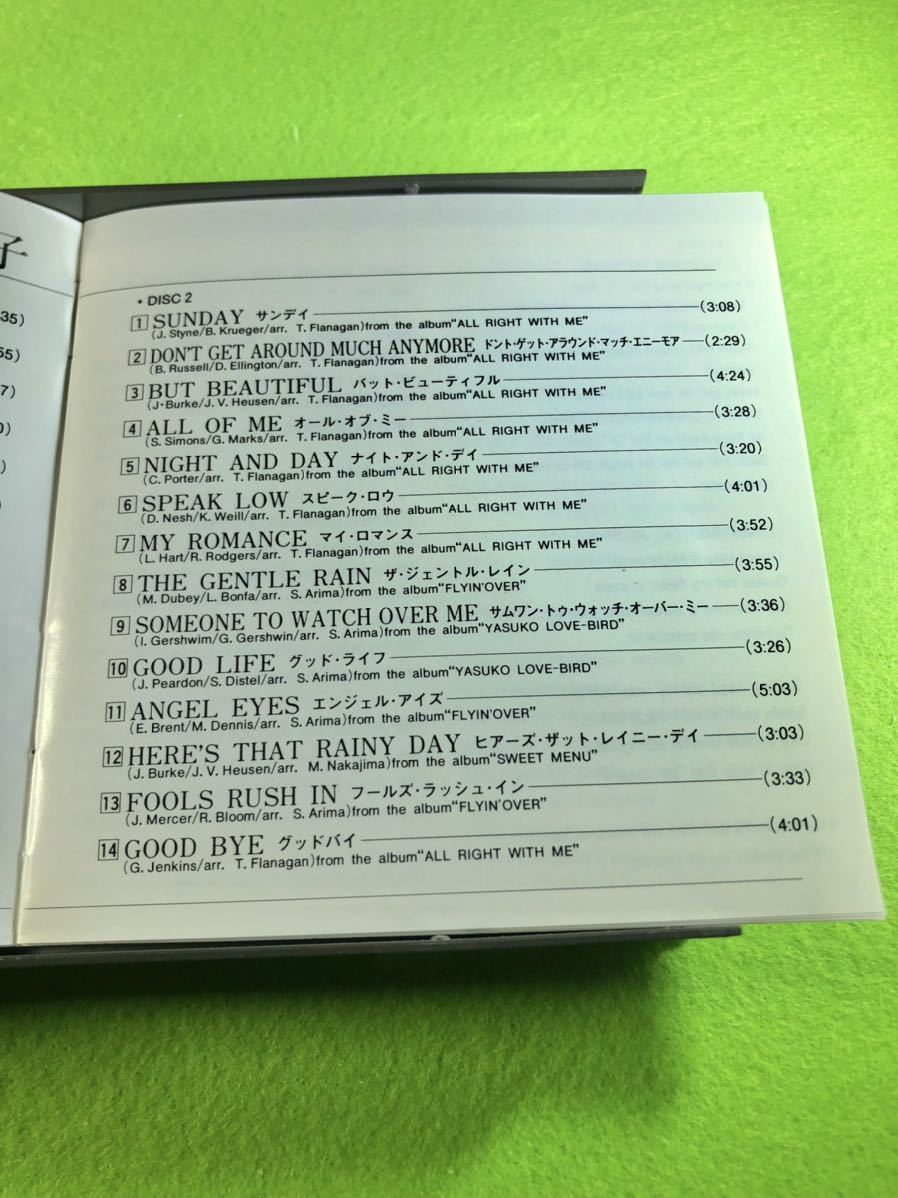 子
35)
55)
7)
0)
)
)
• DISC 2
1 SUNDAY サンデイ (3:08)
(J. Styne/B. Krueger/arr. T. Flanagan)from the album"ALL RIGHT WITH ME"
2 DON'T GET AROUND MUCH ANYMORE ドント・ゲット・アラウンド・マッチ・エニーモア (2:29)
(B. Russell/D. Ellington/arr. T. Flanagan)from the album"ALL RIGHT WITH ME"
3 BUT BEAUTIFUL バット・ビューティフル (4:24)
(J・Burke/J. V. Heusen/arr. T. Flanagan)from the album"ALL RIGHT WITH ME"
4 ALL OF ME オール・オブ・ミー (3:28)
(S. Simons/G. Marks/arr. T. Flanagan)from the album"ALL RIGHT WITH ME"
5 NIGHT AND DAY ナイト・アンド・デイ (3:20)
(C. Porter/arr. T. Flanagan)from the album"ALL RIGHT WITH ME"
6 SPEAK LOW スピーク・ロウ (4:01)
(D. Nesh/K. Weill/arr. T. Flanagan)from the album"ALL RIGHT WITH ME"
7 MY ROMANCE マイ・ロマンス (3:52)
(L. Hart/R. Rodgers/arr. T. Flanagan)from the album"ALL RIGHT WITH ME"
8 THE GENTLE RAIN ザ・ジェントル・レイン (3:55)
(M. Dubey/L. Bonfa/arr. S. Arima)from the album"FLYIN'OVER"
9 SOMEONE TO WATCH OVER ME サムワン・トゥ・ウォッチ・オーバー・ミー (3:36)
(I. Gershwim/G. Gershwin/arr. S. Arima)from the album"YASUKO LOVE-BIRD"
10 GOOD LIFE グッド・ライフ (3:26)
(J. Peardon/S. Distel/arr. S. Arima)from the album"YASUKO LOVE-BIRD"
11 ANGEL EYES エンジェル・アイズ (5:03)
(E. Brent/M. Dennis/arr. S. Arima)from the album"FLYIN'OVER"
12 HERE'S THAT RAINY DAY ヒアーズ・ザット・レイニー・デイ (3:03)
(J. Burke/J. V. Heusen/arr. M. Nakajima)from the album"SWEET MENU"
13 FOOLS RUSH IN フールズ・ラッシュ・イン (3:33)
(J. Mercer/R. Bloom/arr. S. Arima)from the album"FLYIN'OVER"
14 GOOD BYE グッドバイ (4:01)
(G. Jenkins/arr. T. Flanagan)from the album"ALL RIGHT WITH ME"